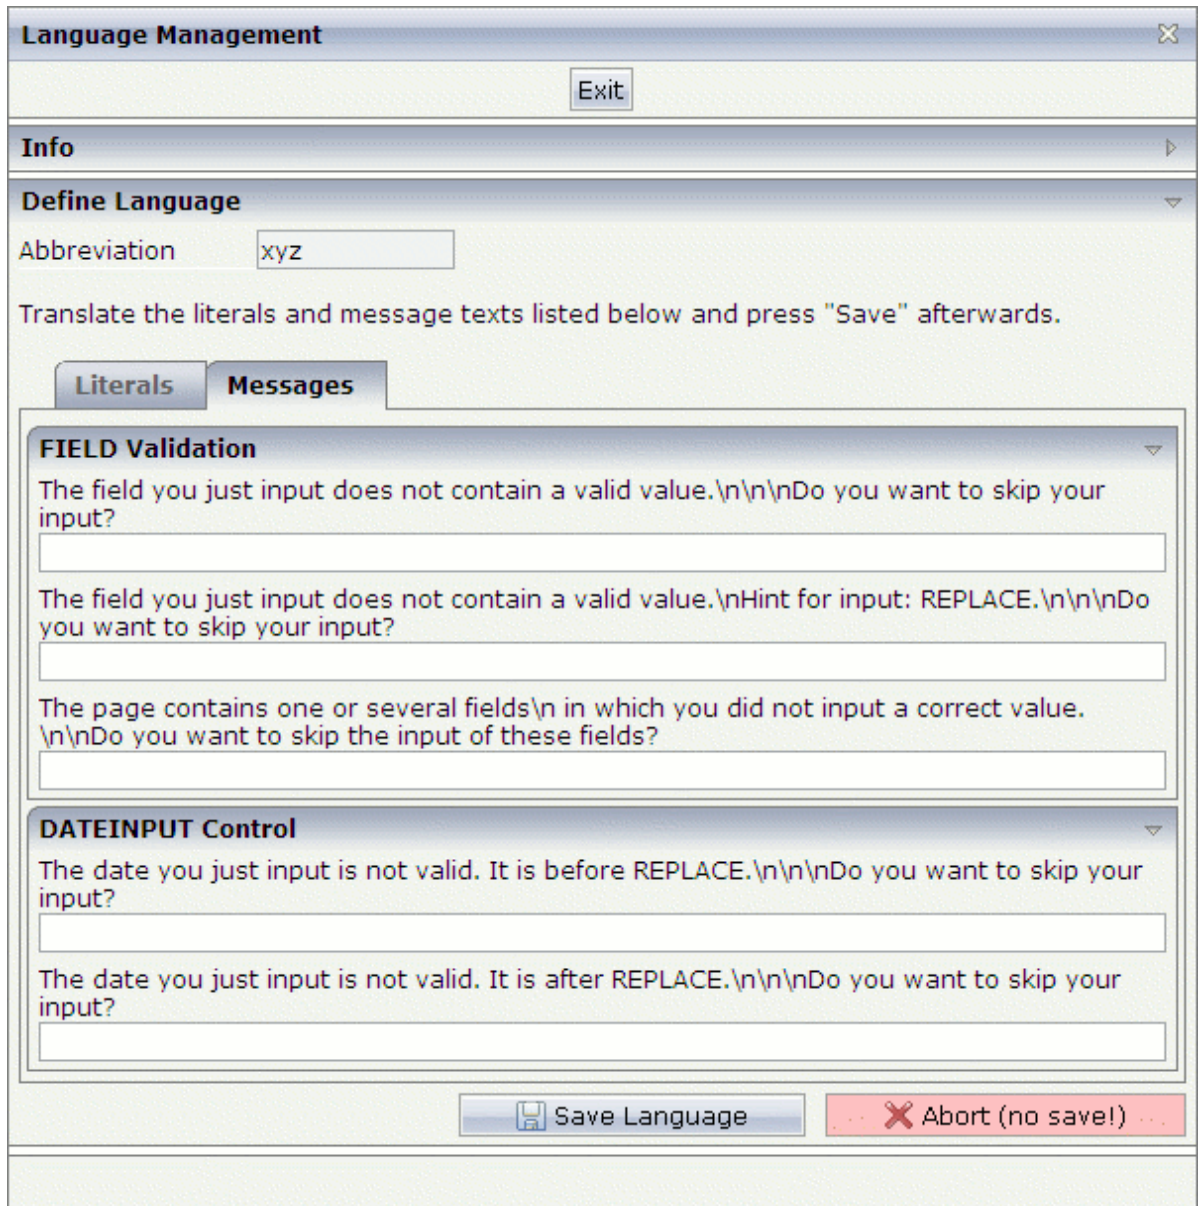 Language Management
Exit
Info
Define Language
Abbreviation
xyz
Translate the literals and message texts listed below and press "Save" afterwards.
Literals
Messages
FIELD Validation
The field you just input does not contain a valid value.\n\n\nDo you want to skip your
input?
The field you just input does not contain a valid value.\nHint for input: REPLACE.\n\n\nDo
you want to skip your input?
The page contains one or several fields\n in which you did not input a correct value.
\n\nDo you want to skip the input of these fields?
DATEINPUT Control
The date you just input is not valid. It is before REPLACE.\n\n\nDo you want to skip your
input?
The date you just input is not valid. It is after REPLACE.\n\n\nDo you want to skip your
input?
Save Language
Abort (no save!)